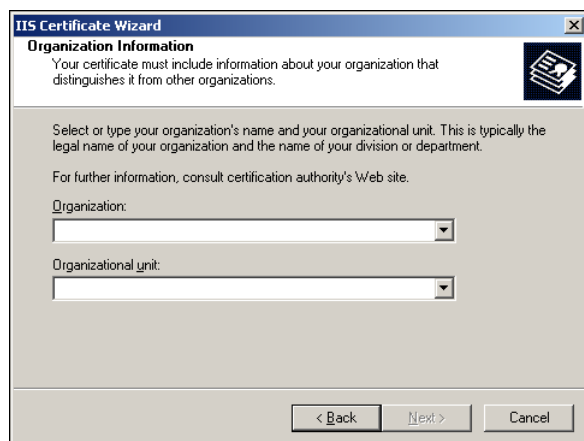 IIS Certificate Wizard
Organization Information
Your certificate must include information about your organization that
distinguishes it from other organizations.
Select or type your organization's name and your organizational unit. This is typically the
legal name of your organization and the name of your division or department.
For further information, consult certification authority's Web site.
Organization:
Organizational unit:
< Back Next > Cancel